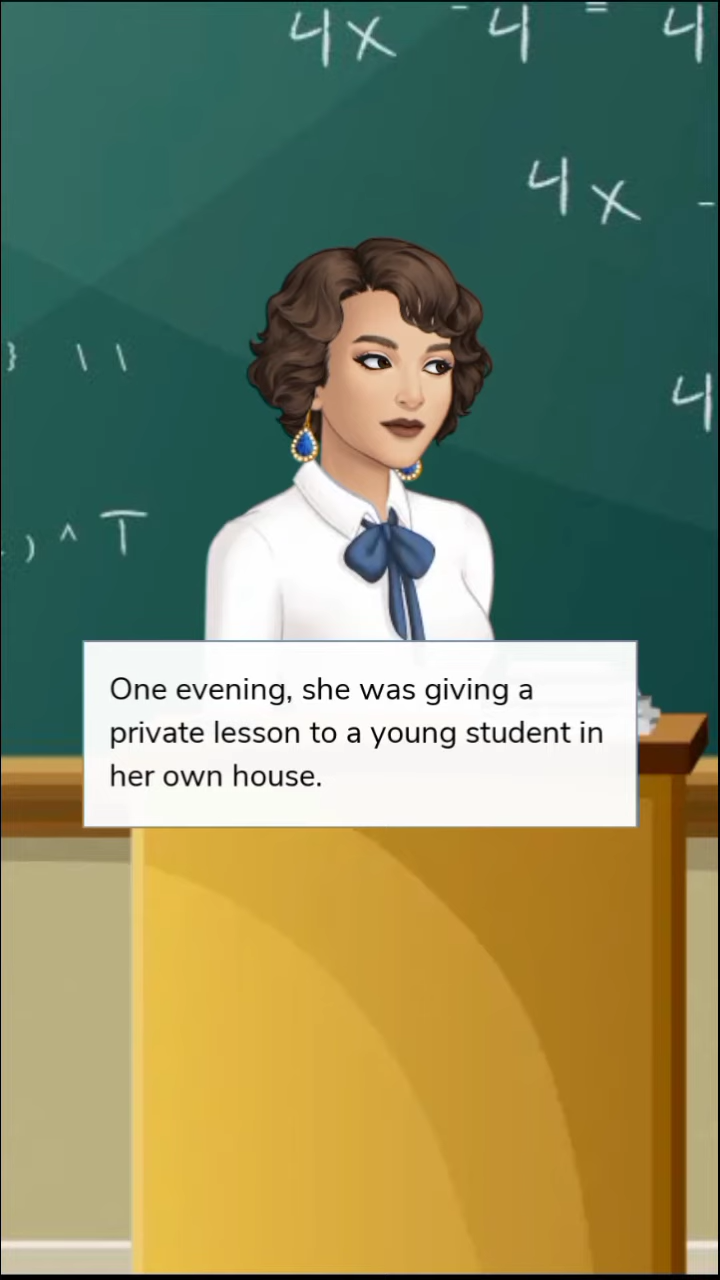 4x - 4 = 4
4x -
} \ \
4
. ) ^ T
One evening, she was giving a
private lesson to a young student in
her own house.